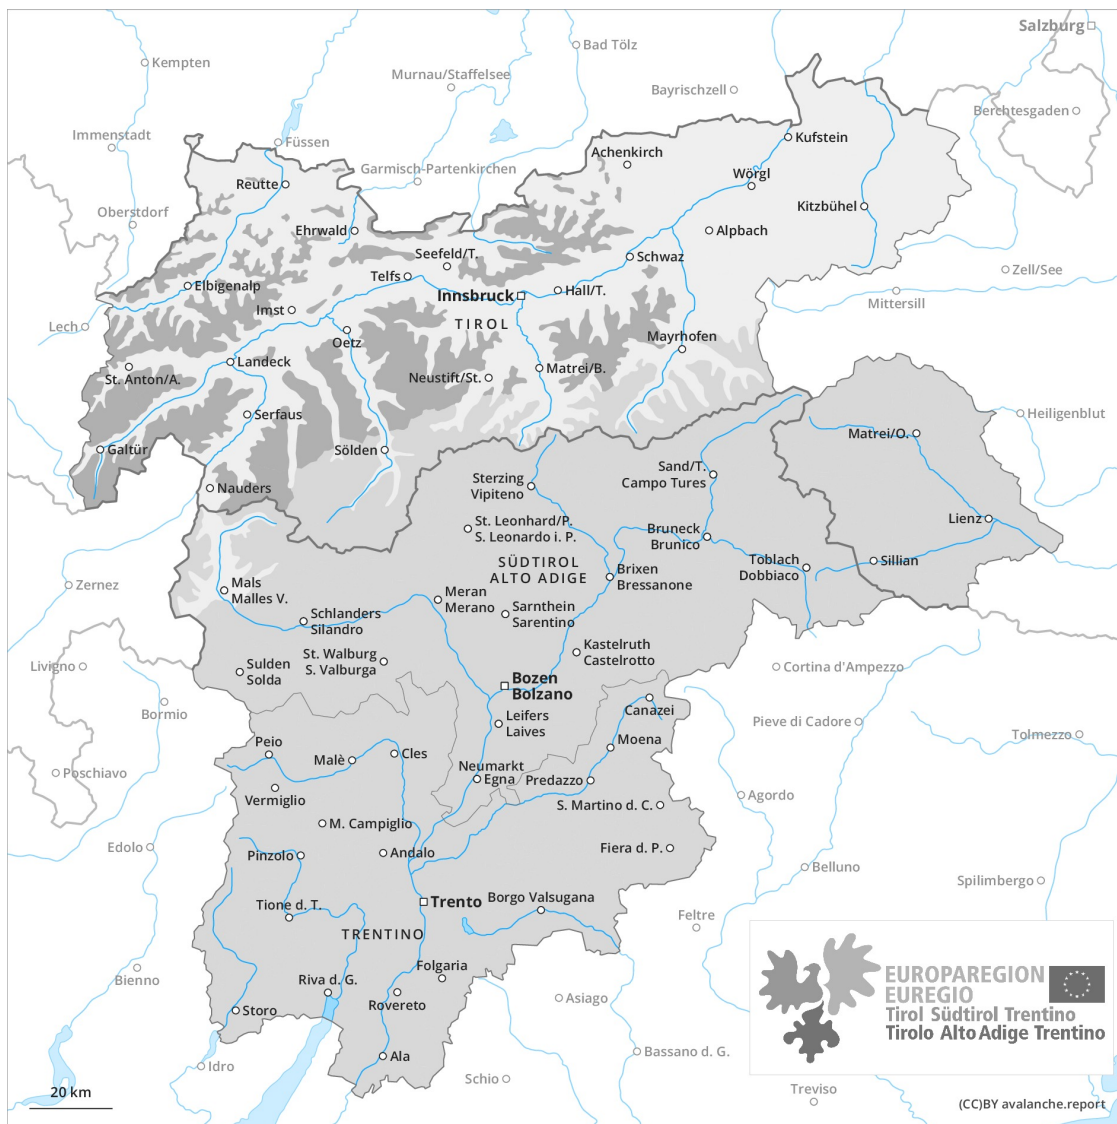 Salzburg
Bad Tölz
Kempten
Murnau/Staffelsee
Bayrischzell
Berchtesgaden
Immenstadt
Füssen
Kufstein
Achenkirch
Garmisch-Partenkirchen
Wörgl
Reutte
Kitzbühel
Oberstdorf
Ehrwald
Alpbach
Seefeld/T.
Schwaz
Telfs
Zell/See
Elbigenalp
Innsbruck
Hall/T.
Mittersill
Imst
TIROL
Lech
Oetz
Mayrhofen
Landeck
Matrei/B.
St. Anton/A.
Neustift/St.
Serfaus
Heiligenblut
Matrei/O.
Galtür
Sölden
Sand/T.
Campo Tures
Sterzing
Vipiteno
Nauders
St. Leonhard/P.
S. Leonardo i. P.
Lienz
Bruneck
Brunico
SÜDTIROL
ALTO ADIGE
Toblach
Dobbiaco
Sillian
Brixen
Bressanone
Zernez
Mals
Malles V.
Meran
Merano
Schlanders
Silandro
Sarnthein
Sarentino
Kastelruth
Castelrotto
St. Walburg
S. Valburga
Livigno
Sulden
Solda
Cortina d'Ampezzo
Bozen
Bolzano
Canazei
Bormio
Leifers
Laives
Pieve di Cadore
Tolmezzo
Peio
Moena
Malè
Cles
Neumarkt
Egna
Poschiavo
Predazzo
Vermiglio
Agordo
S. Martino d. C.
M. Campiglio
Edolo
Pinzolo
Andalo
Fiera d. P.
Belluno
Spilimbergo
Tione d. T.
Trento
Borgo Valsugana
Feltre
TRENTINO
Folgaria
Bienno
Riva d. G.
Rovereto
Asiago
Storo
EUROPAREGION
EUREGIO
Tirol Südtirol Trentino
Tirolo Alto Adige Trentino
Ala
Bassano d. G.
Idro
Schio
Treviso
20 km
(CC)BY avalanche.report